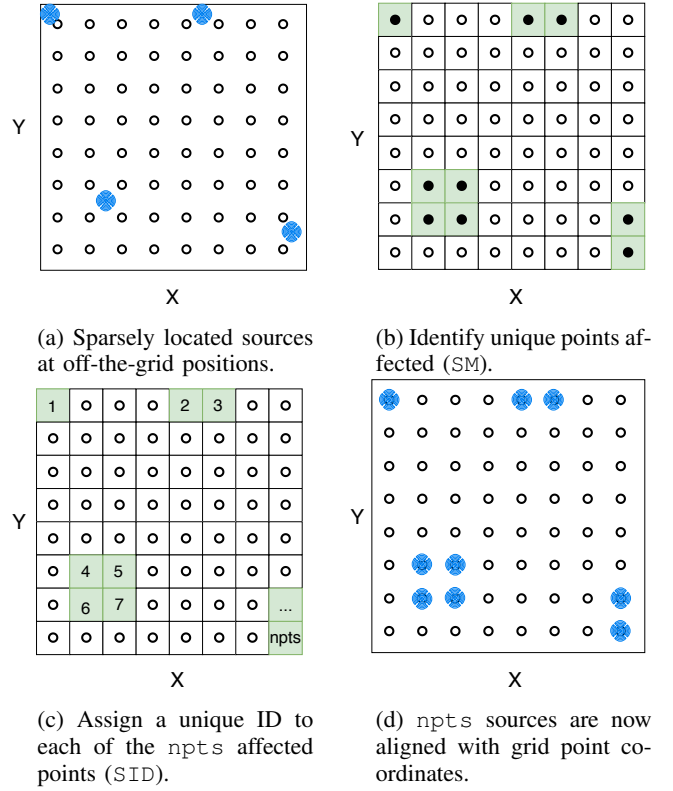 Y
X
(a) Sparsely located sources
at off-the-grid positions.
Y
X
(b) Identify unique points af-
fected (SM).
1
2
3
4
5
6
7
...
npts
Y
X
(c) Assign a unique ID to
each of the npts affected
points (SID).
Y
X
(d) npts sources are now
aligned with grid point co-
ordinates.